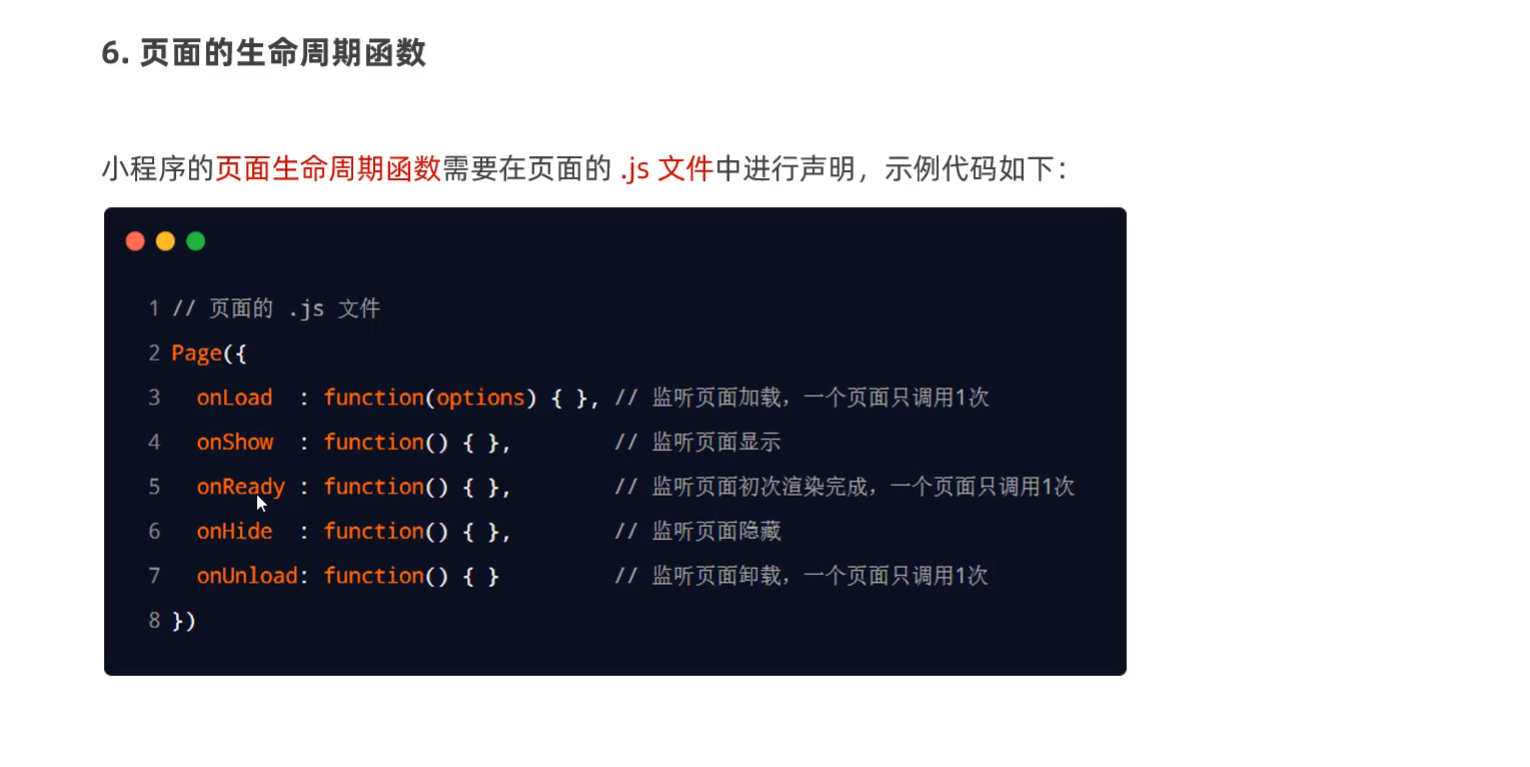 6. 页面的生命周期函数
小程序的页面生命周期函数需要在页面的 .js 文件中进行声明，示例代码如下：
1 // 页面的 .js 文件
2 Page({
3   onLoad  : function(options) { }, // 监听页面加载，一个页面只调用1次
4   onShow  : function() { },        // 监听页面显示
5   onReady : function() { },        // 监听页面初次渲染完成，一个页面只调用1次
6   onHide  : function() { },        // 监听页面隐藏
7   onUnload: function() { }         // 监听页面卸载，一个页面只调用1次
8 })